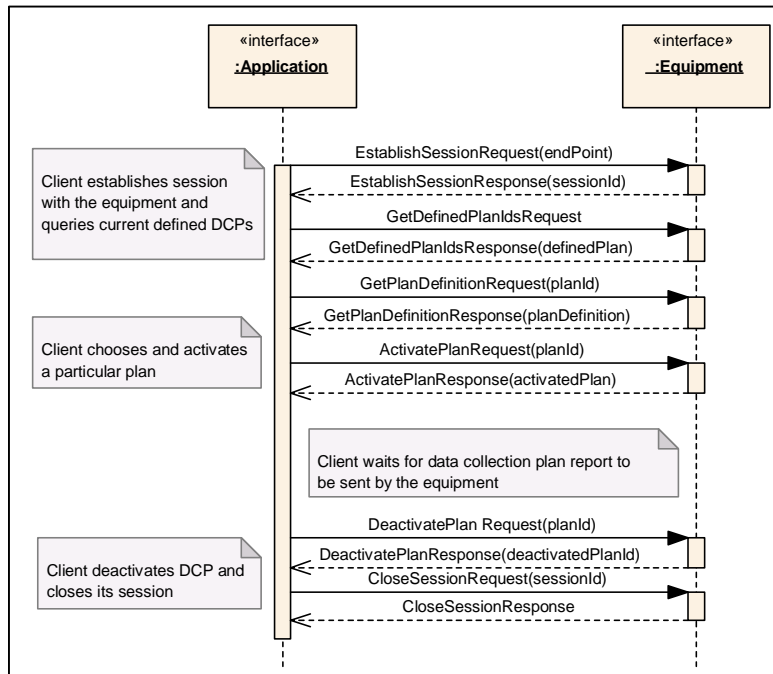 «interface»
:Application
«interface»
:Equipment
Client establishes session
with the equipment and
queries current defined DCPs
EstablishSessionRequest(endPoint)
EstablishSessionResponse(sessionId)
GetDefinedPlanIdsRequest
GetDefinedPlanIdsResponse(definedPlan)
GetPlanDefinitionRequest(planId)
GetPlanDefinitionResponse(planDefinition)
Client chooses and activates
a particular plan
ActivatePlanRequest(planId)
ActivatePlanResponse(activatedPlan)
Client waits for data collection plan report to
be sent by the equipment
DeactivatePlan Request(planId)
DeactivatePlanResponse(deactivatedPlanId)
Client deactivates DCP and
closes its session
CloseSessionRequest(sessionId)
CloseSessionResponse